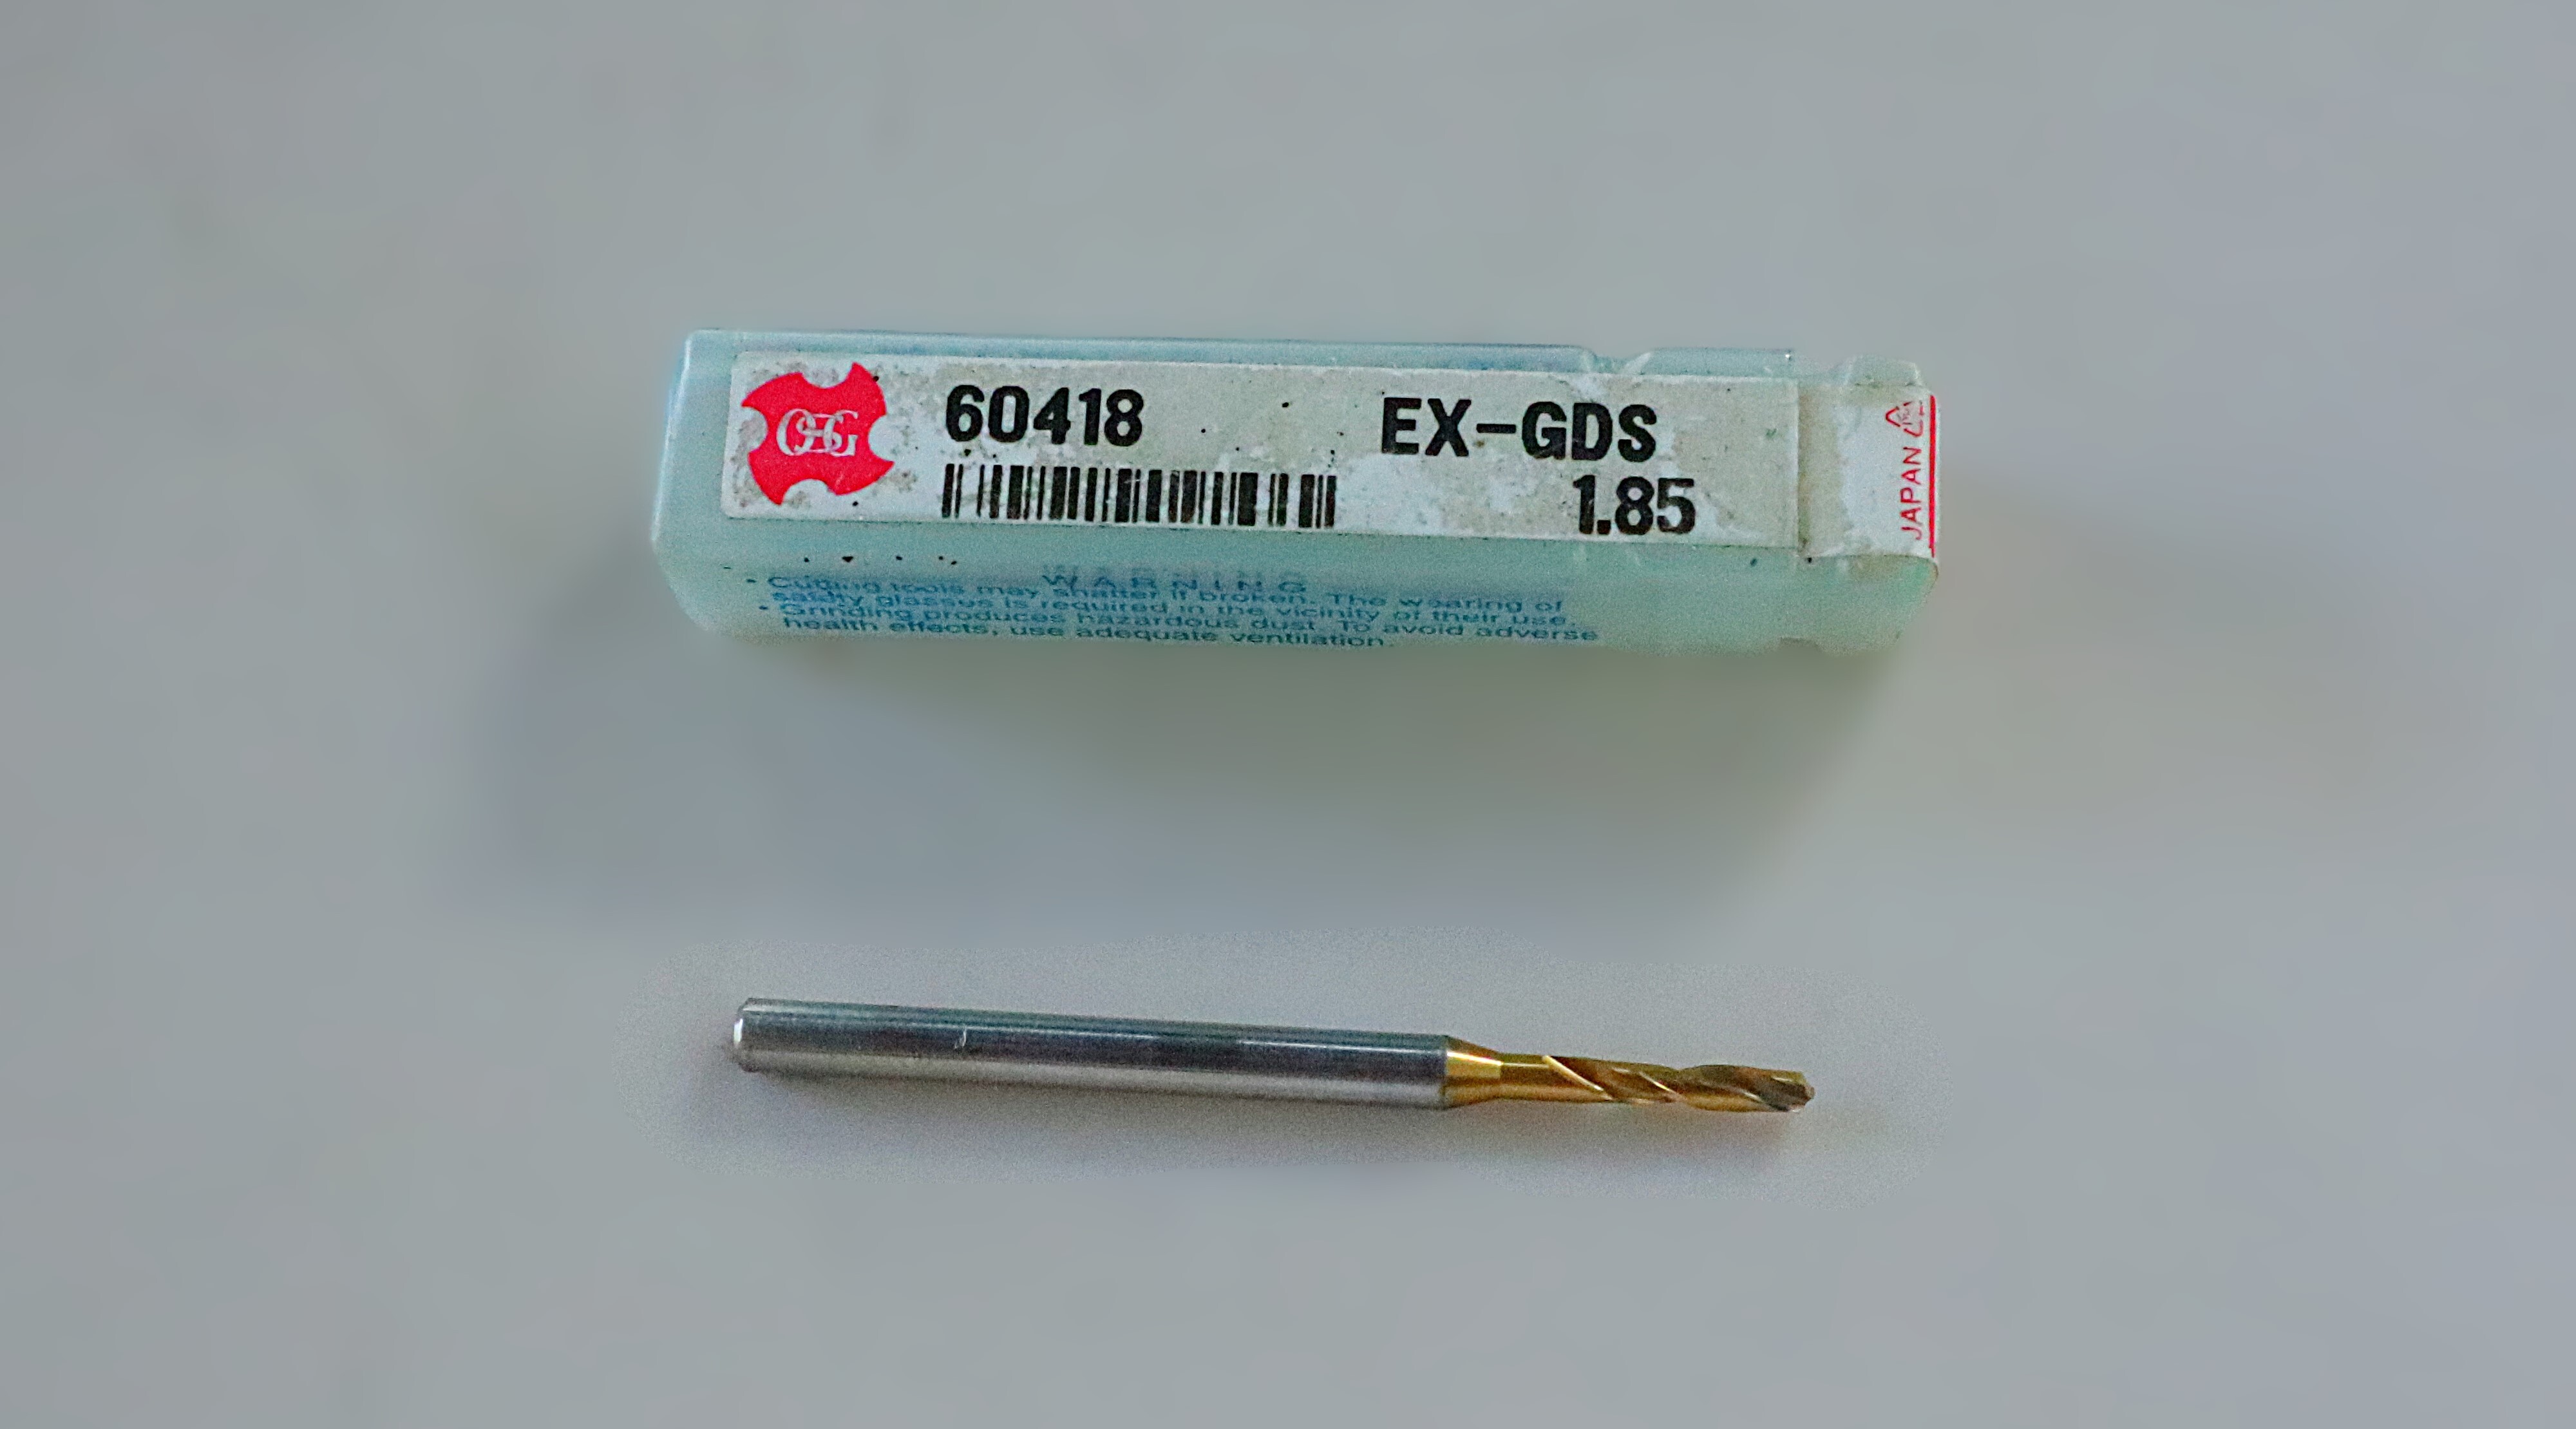 OSG
60418
EX-GDS
1.85
JAPAN
WARNING
• Cutting tools may shatter if broken. The wearing of
safety glasses is required in the vicinity of their use.
• Grinding produces hazardous dust. To avoid adverse
health effects, use adequate ventilation.